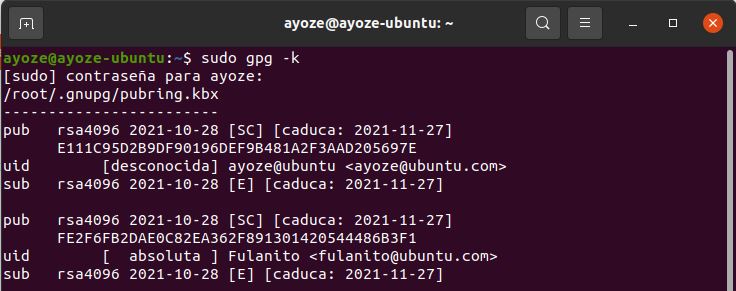 ayoze@ayoze-ubuntu: ~
ayoze@ayoze-ubuntu:~$ sudo gpg -k
[sudo] contraseña para ayoze:
/root/.gnupg/pubring.kbx
------------------------
pub   rsa4096 2021-10-28 [SC] [caduca: 2021-11-27]
      E111C95D2B9DF90196DEF9B481A2F3AAD205697E
uid        [desconocida] ayoze@ubuntu <ayoze@ubuntu.com>
sub   rsa4096 2021-10-28 [E] [caduca: 2021-11-27]
pub   rsa4096 2021-10-28 [SC] [caduca: 2021-11-27]
      FE2F6FB2DAE0C82EA362F891301420544486B3F1
uid        [  absoluta ] Fulanito <fulanito@ubuntu.com>
sub   rsa4096 2021-10-28 [E] [caduca: 2021-11-27]